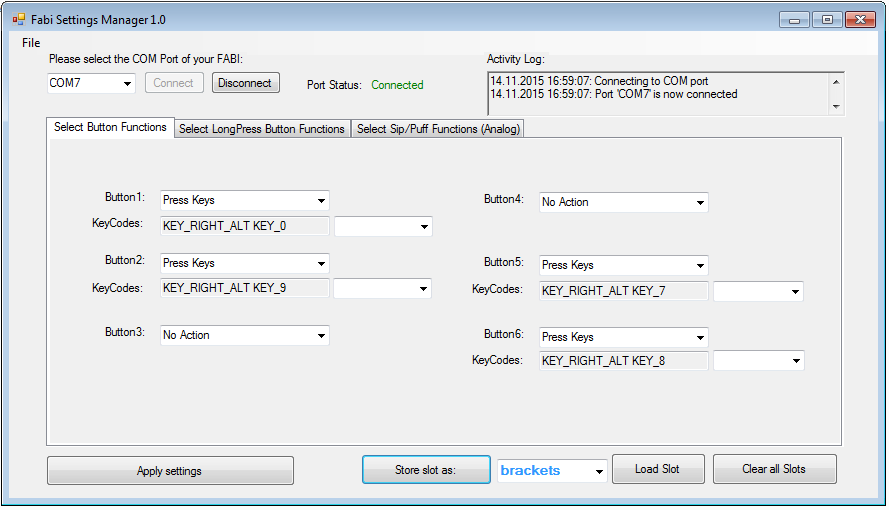 Fabi Settings Manager 1.0
File
Please select the COM Port of your FABI:
Activity Log:
COM7
Connect
Disconnect
Port Status: Connected
14.11.2015 16:59:07: Connecting to COM port
14.11.2015 16:59:07: Port 'COM7' is now connected
Select Button Functions
Select LongPress Button Functions
Select Sip/Puff Functions (Analog)
Button1: Press Keys
KeyCodes: KEY_RIGHT_ALT KEY_0
Button2: Press Keys
KeyCodes: KEY_RIGHT_ALT KEY_9
Button3: No Action
Button4: No Action
Button5: Press Keys
KeyCodes: KEY_RIGHT_ALT KEY_7
Button6: Press Keys
KeyCodes: KEY_RIGHT_ALT KEY_8
Apply settings
Store slot as:
brackets
Load Slot
Clear all Slots